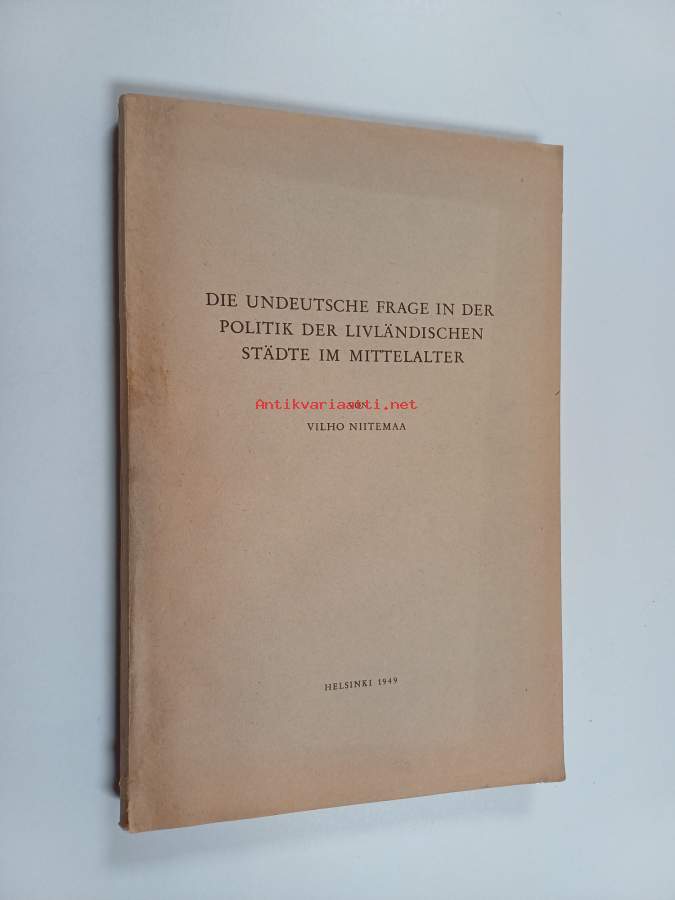 DIE UNDEUTSCHE FRAGE IN DER
POLITIK DER LIVLÄNDISCHEN
STÄDTE IM MITTELALTER
Antikvariaatti.net
VILHO NIITEMAA
HELSINKI 1949